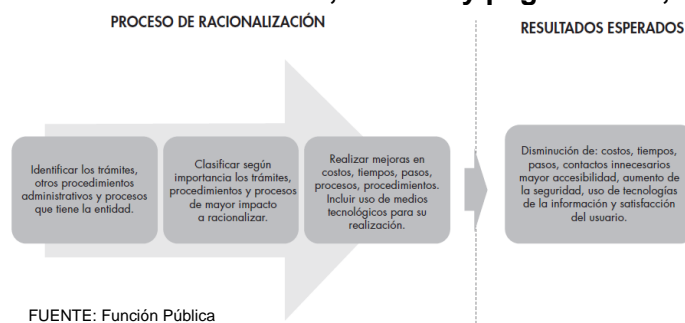 PROCESO DE RACIONALIZACIÓN
RESULTADOS ESPERADOS
Identificar los trámites,
otros procedimientos
administrativos y procesos
que tiene la entidad.
Clasificar según
importancia los trámites,
procedimientos y procesos
de mayor impacto
a racionalizar.
Realizar mejoras en
costos, tiempos, pasos,
procesos, procedimientos.
Incluir uso de medios
tecnológicos para su
realización.
Disminución de: costos, tiempos,
pasos, contactos innecesarios
mayor accesibilidad, aumento de
la seguridad, uso de tecnologías
de la información y satisfacción
del usuario.
FUENTE: Función Pública